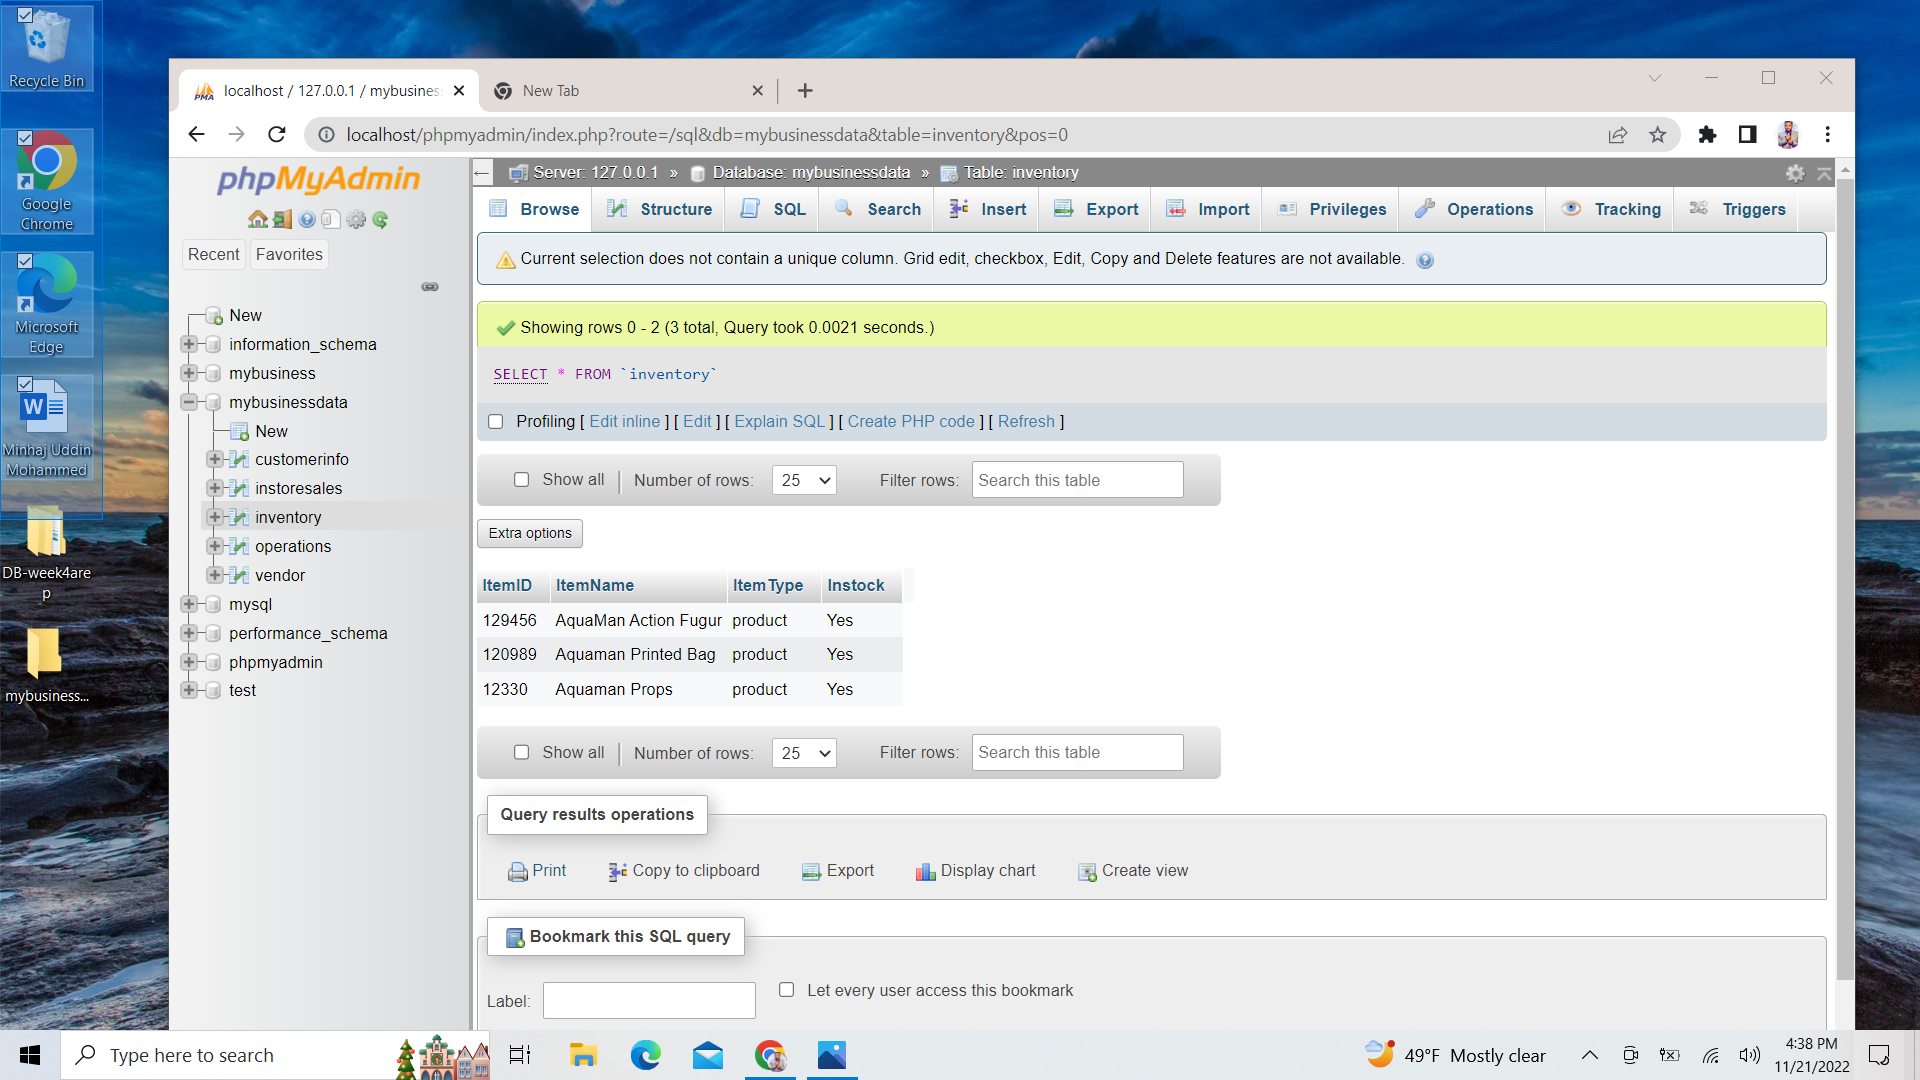 Recycle Bin
Google
Chrome
Microsoft
Edge
Minhaj Uddin
Mohammed
DB-week4are
p
mybusiness...
PMA localhost / 127.0.0.1 / mybusines
New Tab
localhost/phpmyadmin/index.php?route=/sql&db=mybusinessdata&table=inventory&pos=0
phpMyAdmin
Recent Favorites
New
information_schema
mybusiness
mybusinessdata
New
customerinfo
instoresales
inventory
operations
vendor
mysql
performance_schema
phpmyadmin
test
Server: 127.0.0.1 » Database: mybusinessdata » Table: inventory
Browse Structure SQL Search Insert Export Import Privileges Operations Tracking Triggers
Current selection does not contain a unique column. Grid edit, checkbox, Edit, Copy and Delete features are not available.
Showing rows 0 - 2 (3 total, Query took 0.0021 seconds.)
SELECT * FROM `inventory`
Profiling [ Edit inline ] [ Edit ] [ Explain SQL ] [ Create PHP code ] [ Refresh ]
Show all Number of rows: 25 Filter rows: Search this table
Extra options
ItemID ItemName ItemType Instock
129456 AquaMan Action Fugur product Yes
120989 Aquaman Printed Bag product Yes
12330 Aquaman Props product Yes
Show all Number of rows: 25 Filter rows: Search this table
Query results operations
Print Copy to clipboard Export Display chart Create view
Bookmark this SQL query
Label: Let every user access this bookmark
Type here to search
49°F Mostly clear
4:38 PM
11/21/2022